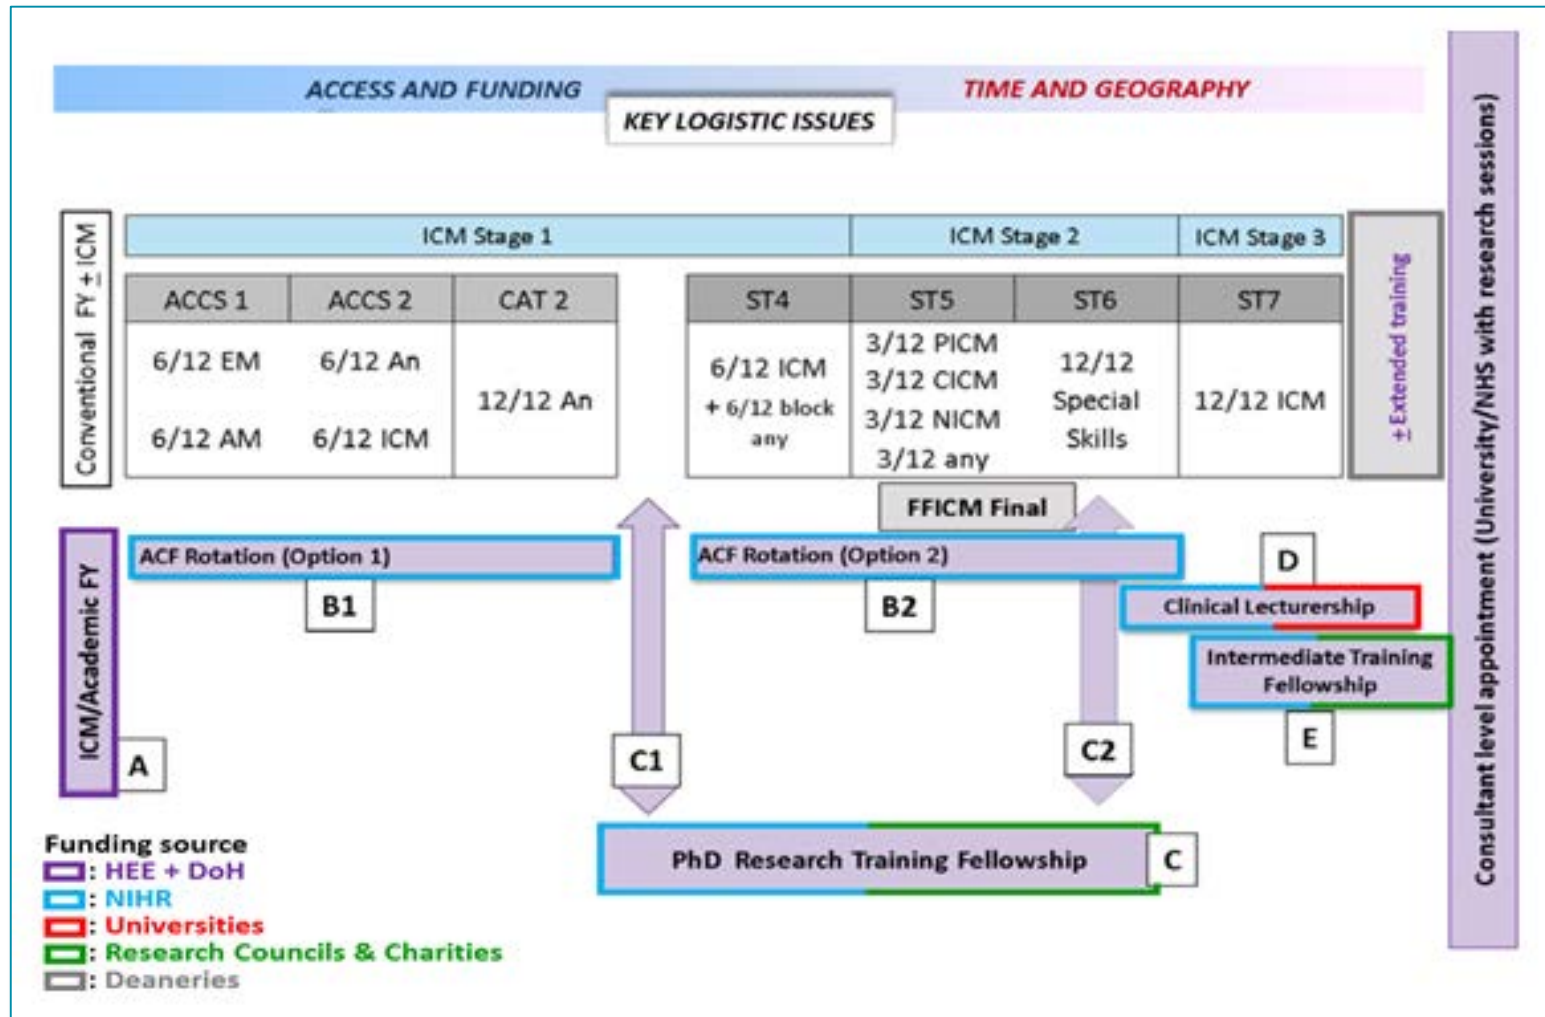 ACCESS AND FUNDING
TIME AND GEOGRAPHY
KEY LOGISTIC ISSUES
Conventional FY ± ICM
ICM Stage 1
ICM Stage 2
ICM Stage 3
ACCS 1
ACCS 2
CAT 2
ST4
ST5
ST6
ST7
6/12 EM
6/12 AM
6/12 An
6/12 ICM
12/12 An
6/12 ICM
+ 6/12 block
any
3/12 PICM
3/12 CICM
3/12 NICM
3/12 any
12/12
Special
Skills
12/12 ICM
± Extended training
Consultant level appointment (University/NHS with research sessions)
FFICM Final
ICM/Academic FY
A
ACF Rotation (Option 1)
B1
ACF Rotation (Option 2)
B2
C1
C2
D
Clinical Lecturership
Intermediate Training
Fellowship
E
PhD Research Training Fellowship
C
Funding source
: HEE + DoH
: NIHR
: Universities
: Research Councils & Charities
: Deaneries